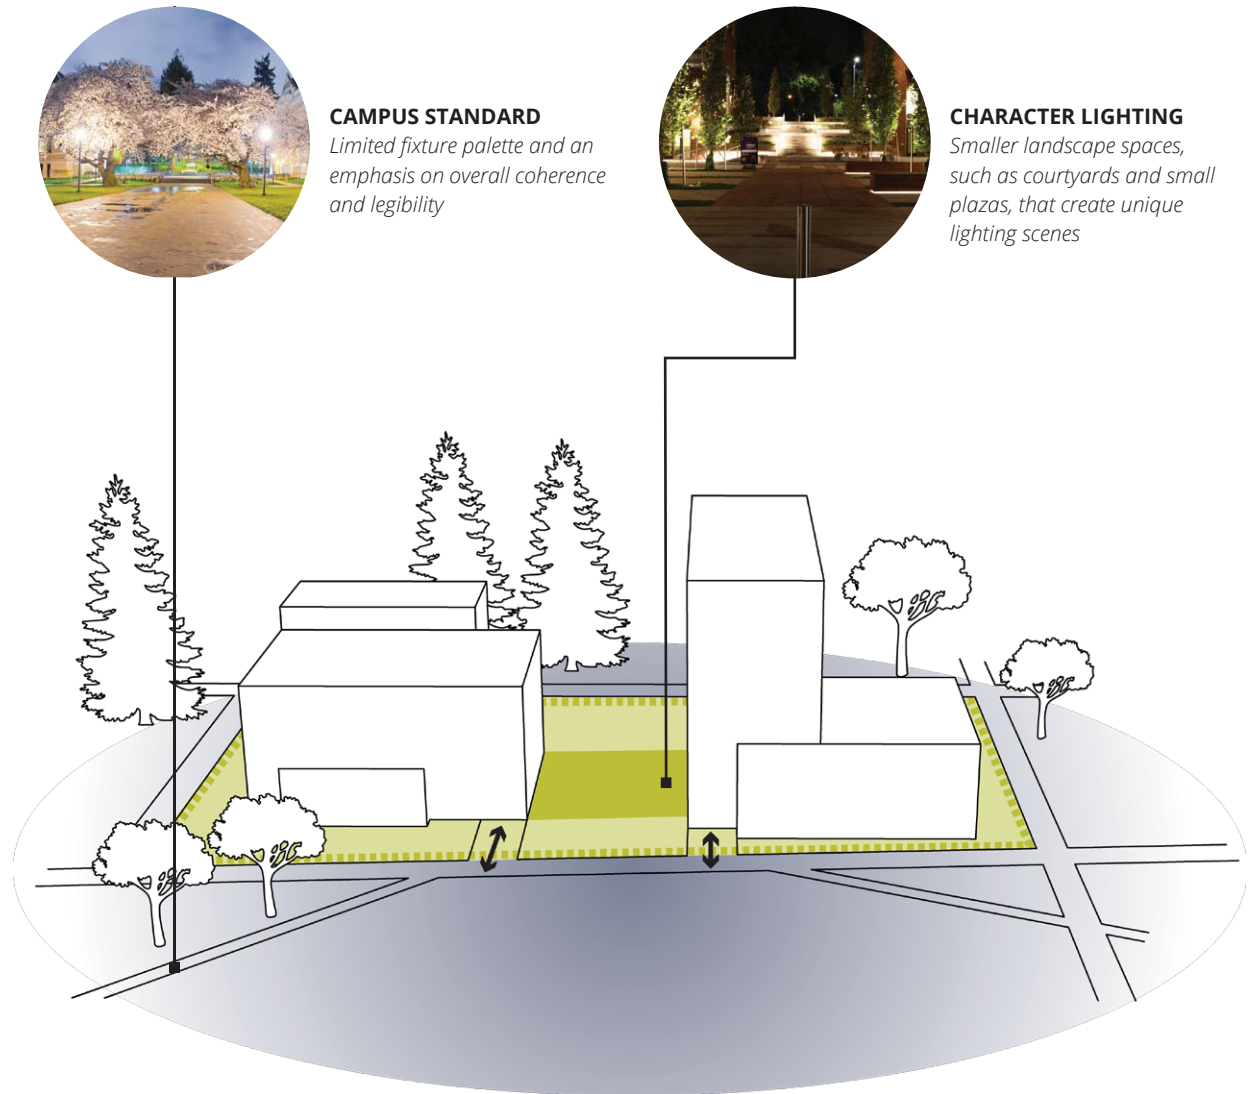 CAMPUS STANDARD
Limited fixture palette and an
emphasis on overall coherence
and legibility
CHARACTER LIGHTING
Smaller landscape spaces,
such as courtyards and small
plazas, that create unique
lighting scenes